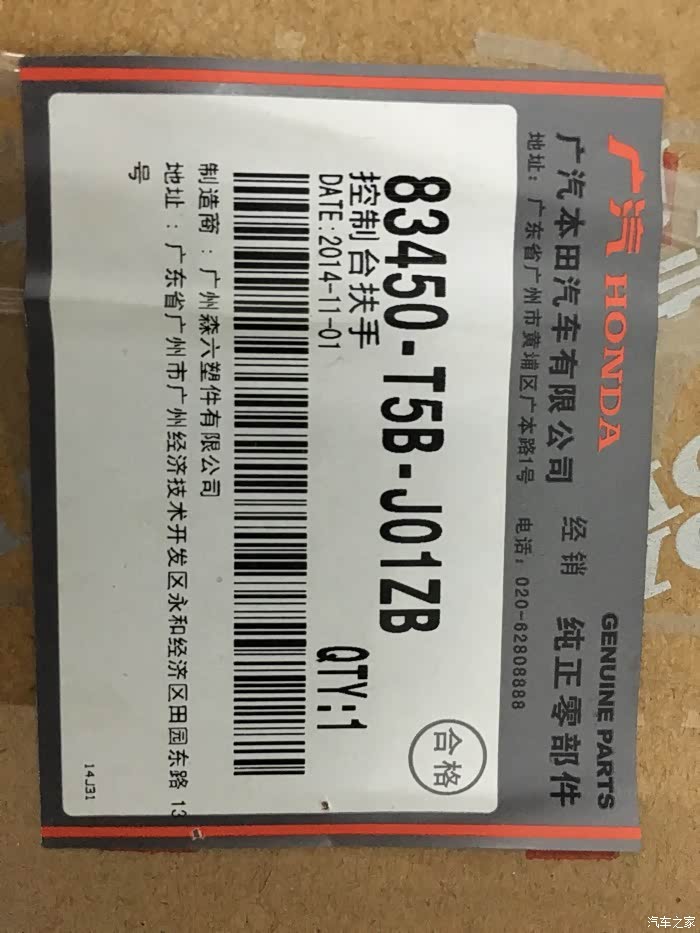 广汽 HONDA GENUINE PARTS
广汽本田汽车有限公司 经销 纯正零部件
地址：广东省广州市黄埔区广本路1号 电话：020-62808888
83450-T5B-J01ZB
控制台扶手
DATE:2014-11-01
QTY:1
合格
制造商：广州森六塑件有限公司
地址：广东省广州市广州经济技术开发区永和经济区田园东路 13
号
14J31
汽车之家